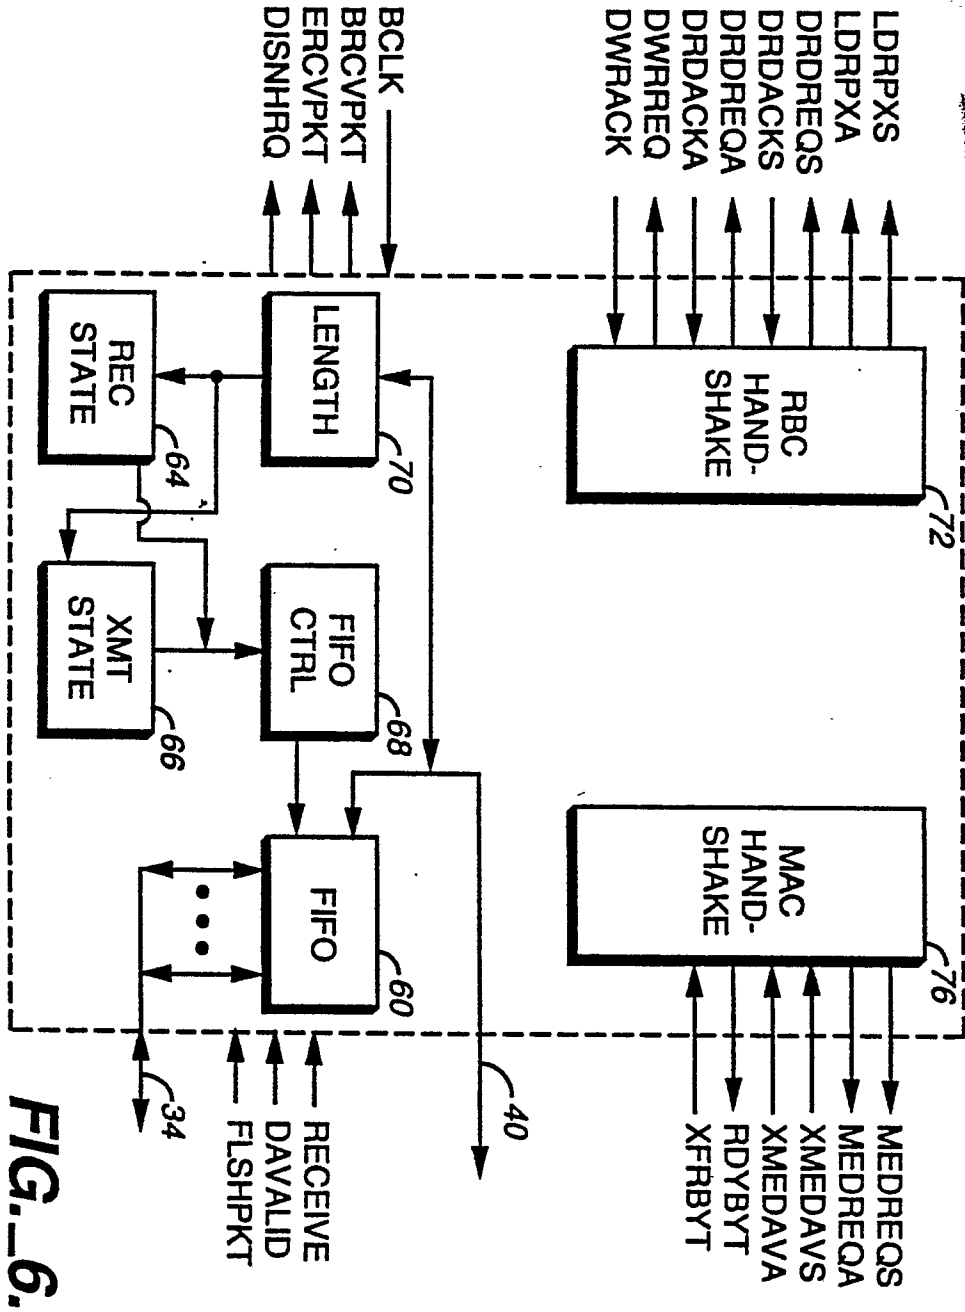 LDRPXS
LDRPXA
DRDREQS
DRDACKS
DRDREQA
DRDACKA
DWRREQ
DWRACK
BCLK
BRCVPKT
ERCVPKT
DISNHRQ
RBC
HAND-
SHAKE
72
MAC
HAND-
SHAKE
76
MEDREQS
MEDREQA
XMEDAVS
XMEDAVA
RDYBYT
XFRBYT
LENGTH
70
REC
STATE
64
FIFO
CTRL
68
XMT
STATE
66
FIFO
60
40
RECEIVE
DAVALID
FLSHPKT
34
FIG._6.